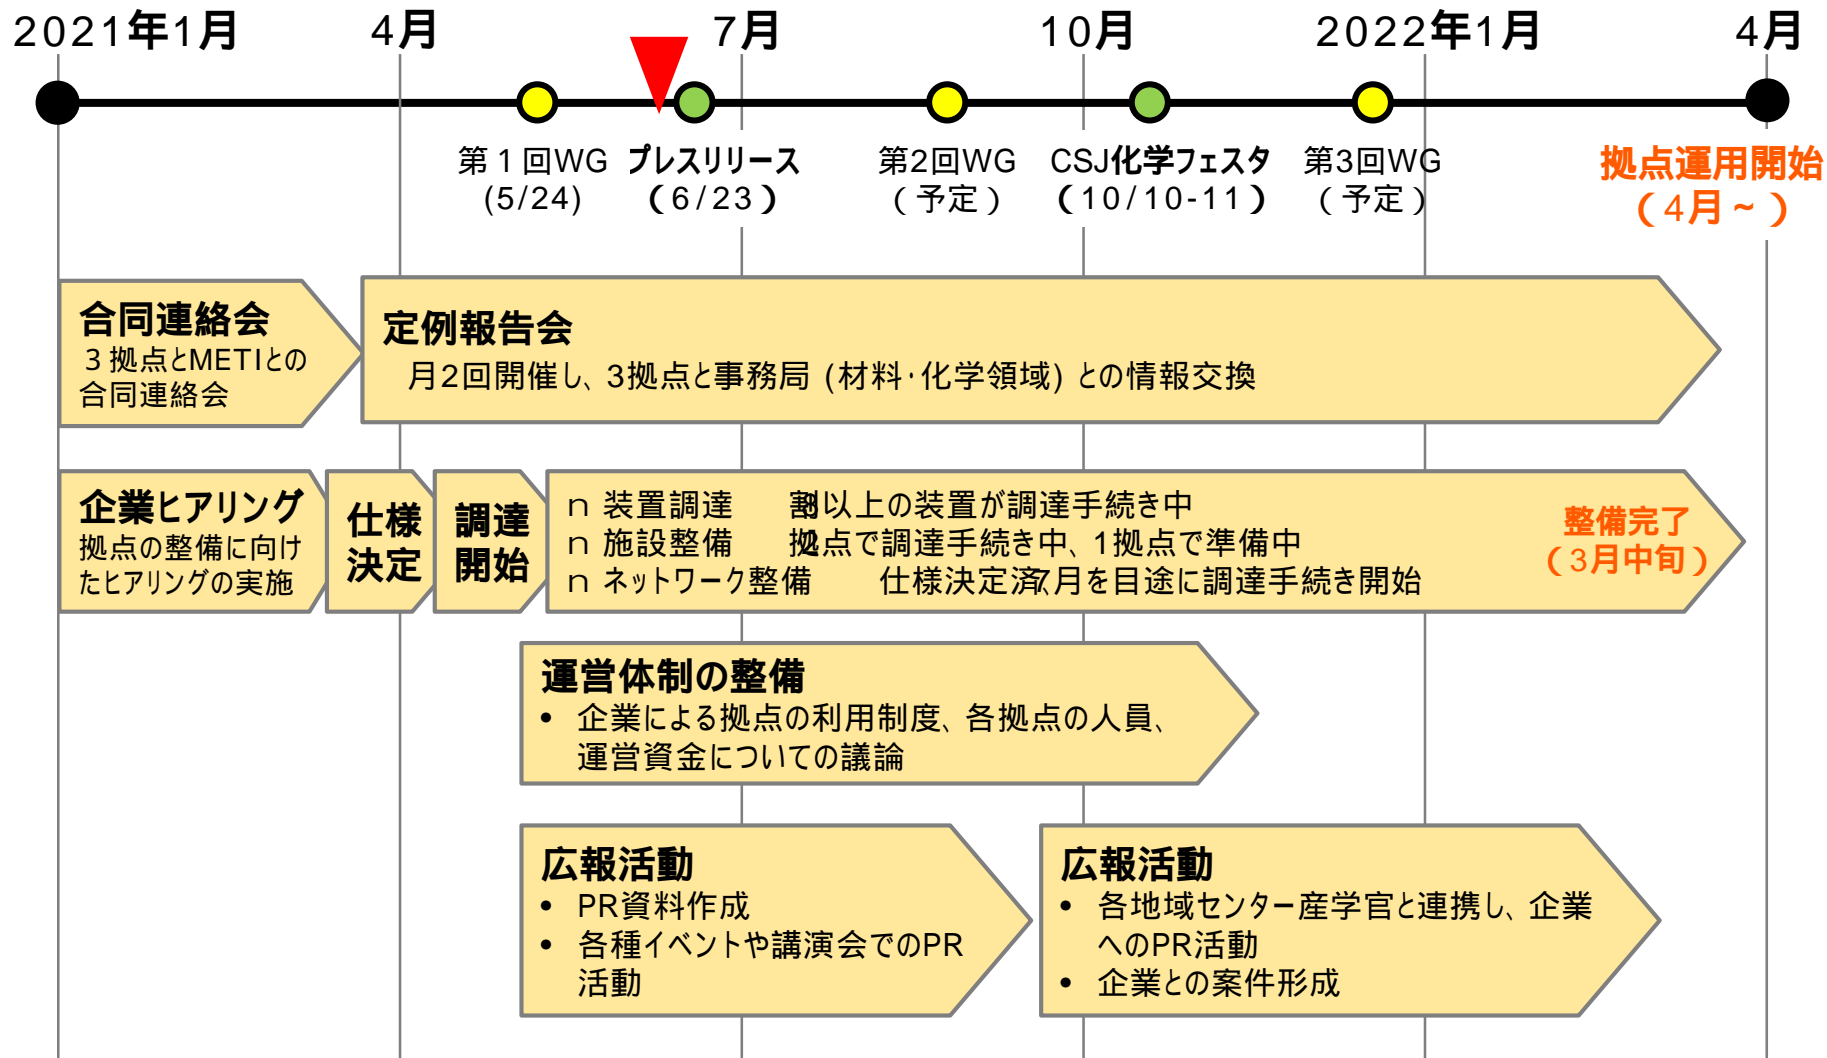 2021年1月 4月 7月 10月 2022年1月 4月
第1回WG
(5/24)
プレスリリース
(6/23)
第2回WG
(予定)
CSJ化学フェスタ
(10/10-11)
第3回WG
(予定)
拠点運用開始
(4月~)
合同連絡会
3拠点とMETIとの
合同連絡会
定例報告会
月2回開催し、3拠点と事務局 (材料・化学領域) との情報交換
企業ヒアリング
拠点の整備に向け
たヒアリングの実施
仕様
決定
調達
開始
n 装置調達 割以上の装置が調達手続き中
n 施設整備 拠点で調達手続き中、1拠点で準備中
n ネットワーク整備 仕様決定済 7月を目途に調達手続き開始
整備完了
(3月中旬)
運営体制の整備
• 企業による拠点の利用制度、各拠点の人員、
運営資金についての議論
広報活動
• PR資料作成
• 各種イベントや講演会でのPR
活動
広報活動
• 各地域センター産学官と連携し、企業
へのPR活動
• 企業との案件形成